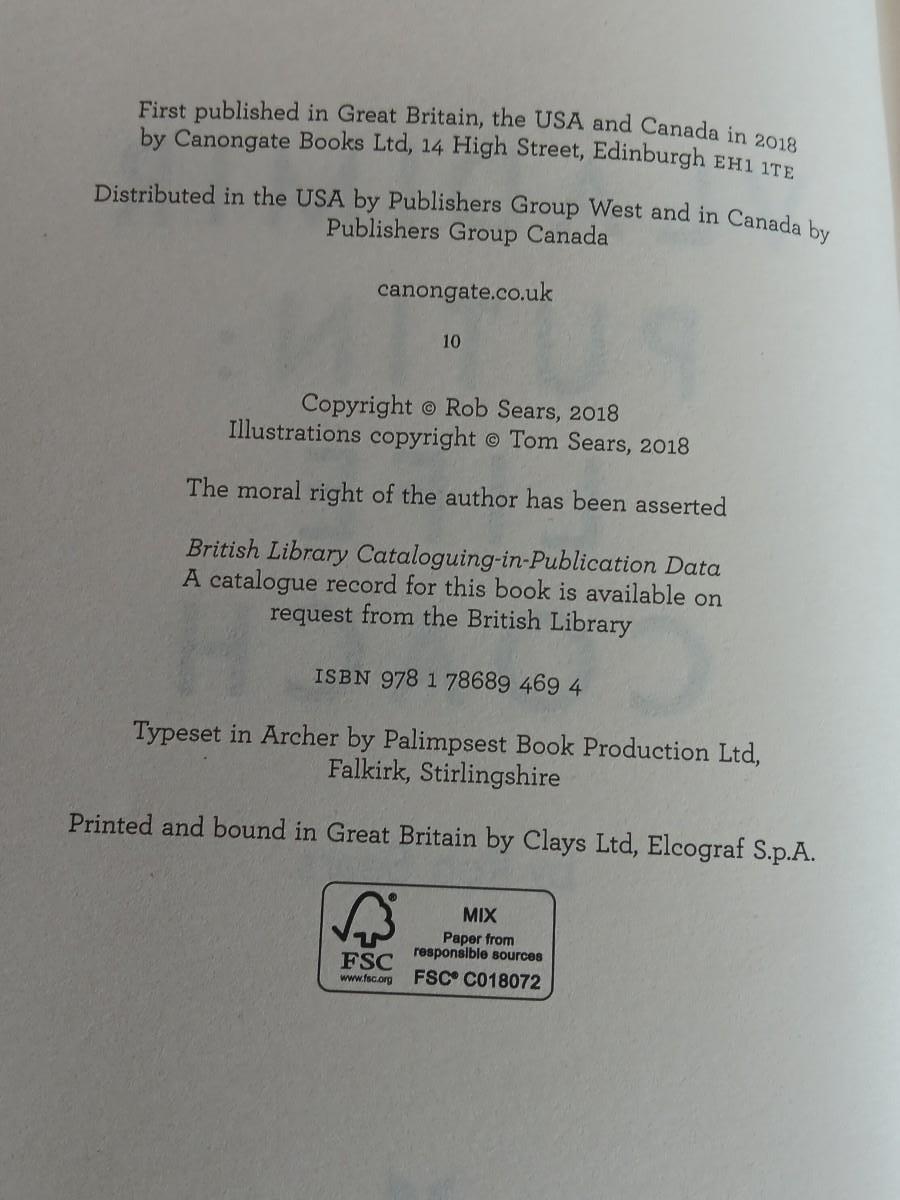 First published in Great Britain, the USA and Canada in 2018
by Canongate Books Ltd, 14 High Street, Edinburgh EH1 1TE
Distributed in the USA by Publishers Group West and in Canada by
Publishers Group Canada
canongate.co.uk
10
Copyright © Rob Sears, 2018
Illustrations copyright © Tom Sears, 2018
The moral right of the author has been asserted
British Library Cataloguing-in-Publication Data
A catalogue record for this book is available on
request from the British Library
ISBN 978 1 78689 469 4
Typeset in Archer by Palimpsest Book Production Ltd,
Falkirk, Stirlingshire
Printed and bound in Great Britain by Clays Ltd, Elcograf S.p.A.
®
FSC
www.fsc.org
MIX
Paper from
responsible sources
FSC® C018072